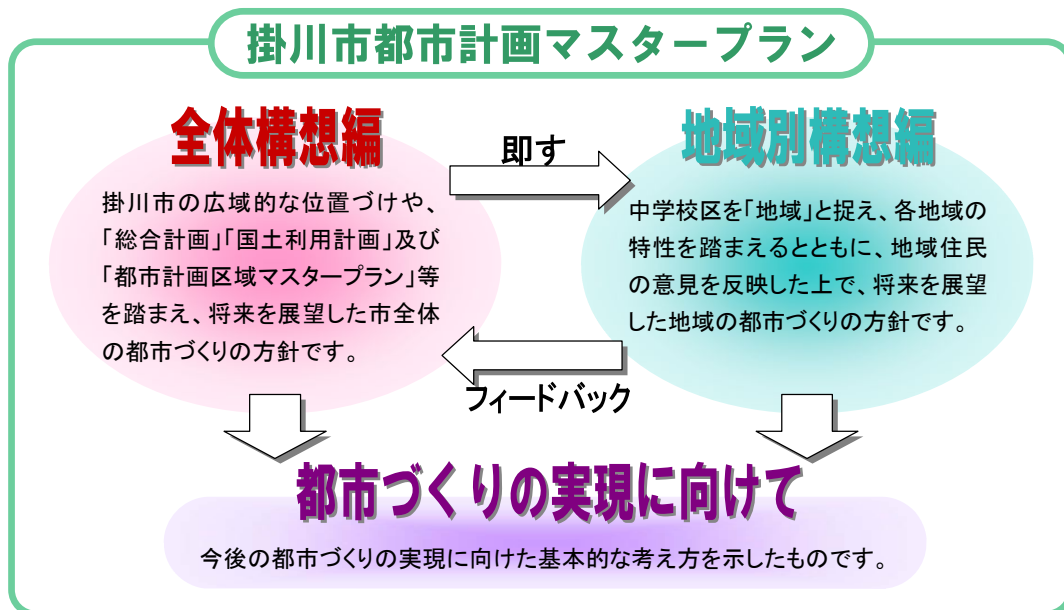 掛川市都市計画マスタープラン
全体構想編
掛川市の広域的な位置づけや、
「総合計画」「国土利用計画」及び
「都市計画区域マスタープラン」等
を踏まえ、将来を展望した市全体
の都市づくりの方針です。
即す
フィードバック
地域別構想編
中学校区を「地域」と捉え、各地域の
特性を踏まえるとともに、地域住民
の意見を反映した上で、将来を展望
した地域の都市づくりの方針です。
都市づくりの実現に向けて
今後の都市づくりの実現に向けた基本的な考え方を示したものです。